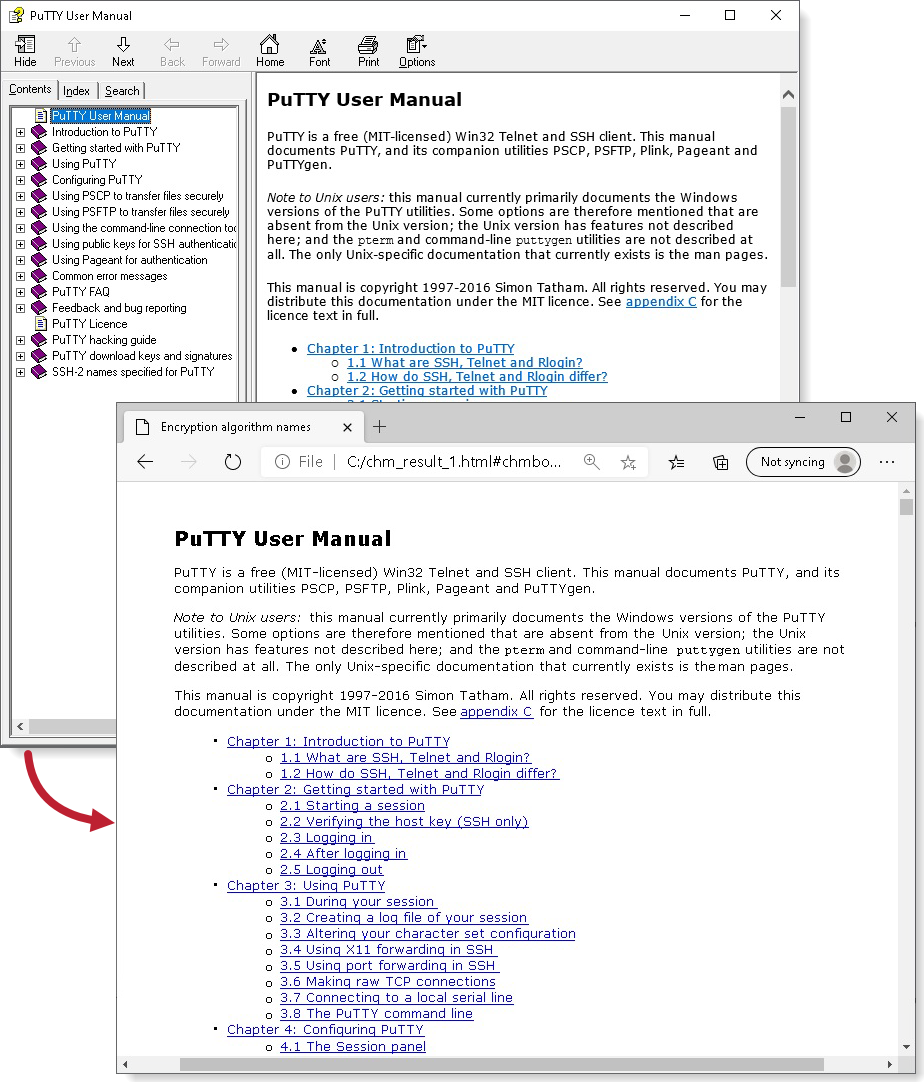 PuTTY User Manual
Hide Previous Next Back Forward Home Font Print Options
Contents Index Search
PuTTY User Manual
Introduction to PuTTY
Getting started with PuTTY
Using PuTTY
Configuring PuTTY
Using PSCP to transfer files securely
Using PSFTP to transfer files securely
Using the command-line connection
Using public keys for SSH
Using Pageant for authentication
Common error messages
PuTTY FAQ
Feedback and bug reporting
PuTTY Licence
PuTTY hacking guide
PuTTY download keys and signatures
SSH-2 names specified for PuTTY
PuTTY User Manual
PuTTY is a free (MIT-licensed) Win32 Telnet and SSH client. This manual
documents PuTTY, and its companion utilities PSCP, PSFTP, Plink, Pageant and
PuTTYgen.
Note to Unix users: this manual currently primarily documents the Windows
versions of the PuTTY utilities. Some options are therefore mentioned that are
absent from the Unix version; the Unix version has features not described
here; and the pterm and command-line puttygen utilities are not described at
all. The only Unix-specific documentation that currently exists is the man pages.
This manual is copyright 1997-2016 Simon Tatham. All rights reserved. You may
distribute this documentation under the MIT licence. See appendix C for the
licence text in full.
• Chapter 1: Introduction to PuTTY
o 1.1 What are SSH, Telnet and Rlogin?
o 1.2 How do SSH, Telnet and Rlogin differ?
• Chapter 2: Getting started with PuTTY
Encryption algorithm names
File | C:/chm_result_1.html#chmbo... Not syncing
PuTTY User Manual
PuTTY is a free (MIT-licensed) Win32 Telnet and SSH client. This manual documents PuTTY, and its
companion utilities PSCP, PSFTP, Plink, Pageant and PuTTYgen.
Note to Unix users: this manual currently primarily documents the Windows versions of the PuTTY
utilities. Some options are therefore mentioned that are absent from the Unix version; the Unix
version has features not described here; and the pterm and command-line puttygen utilities are not
described at all. The only Unix-specific documentation that currently exists is the man pages.
This manual is copyright 1997-2016 Simon Tatham. All rights reserved. You may distribute this
documentation under the MIT licence. See appendix C for the licence text in full.
• Chapter 1: Introduction to PuTTY
o 1.1 What are SSH, Telnet and Rlogin?
o 1.2 How do SSH, Telnet and Rlogin differ?
• Chapter 2: Getting started with PuTTY
o 2.1 Starting a session
o 2.2 Verifying the host key (SSH only)
o 2.3 Logging in
o 2.4 After logging in
o 2.5 Logging out
• Chapter 3: Using PuTTY
o 3.1 During your session
o 3.2 Creating a log file of your session
o 3.3 Altering your character set configuration
o 3.4 Using X11 forwarding in SSH
o 3.5 Using port forwarding in SSH
o 3.6 Making raw TCP connections
o 3.7 Connecting to a local serial line
o 3.8 The PuTTY command line
• Chapter 4: Configuring PuTTY
o 4.1 The Session panel